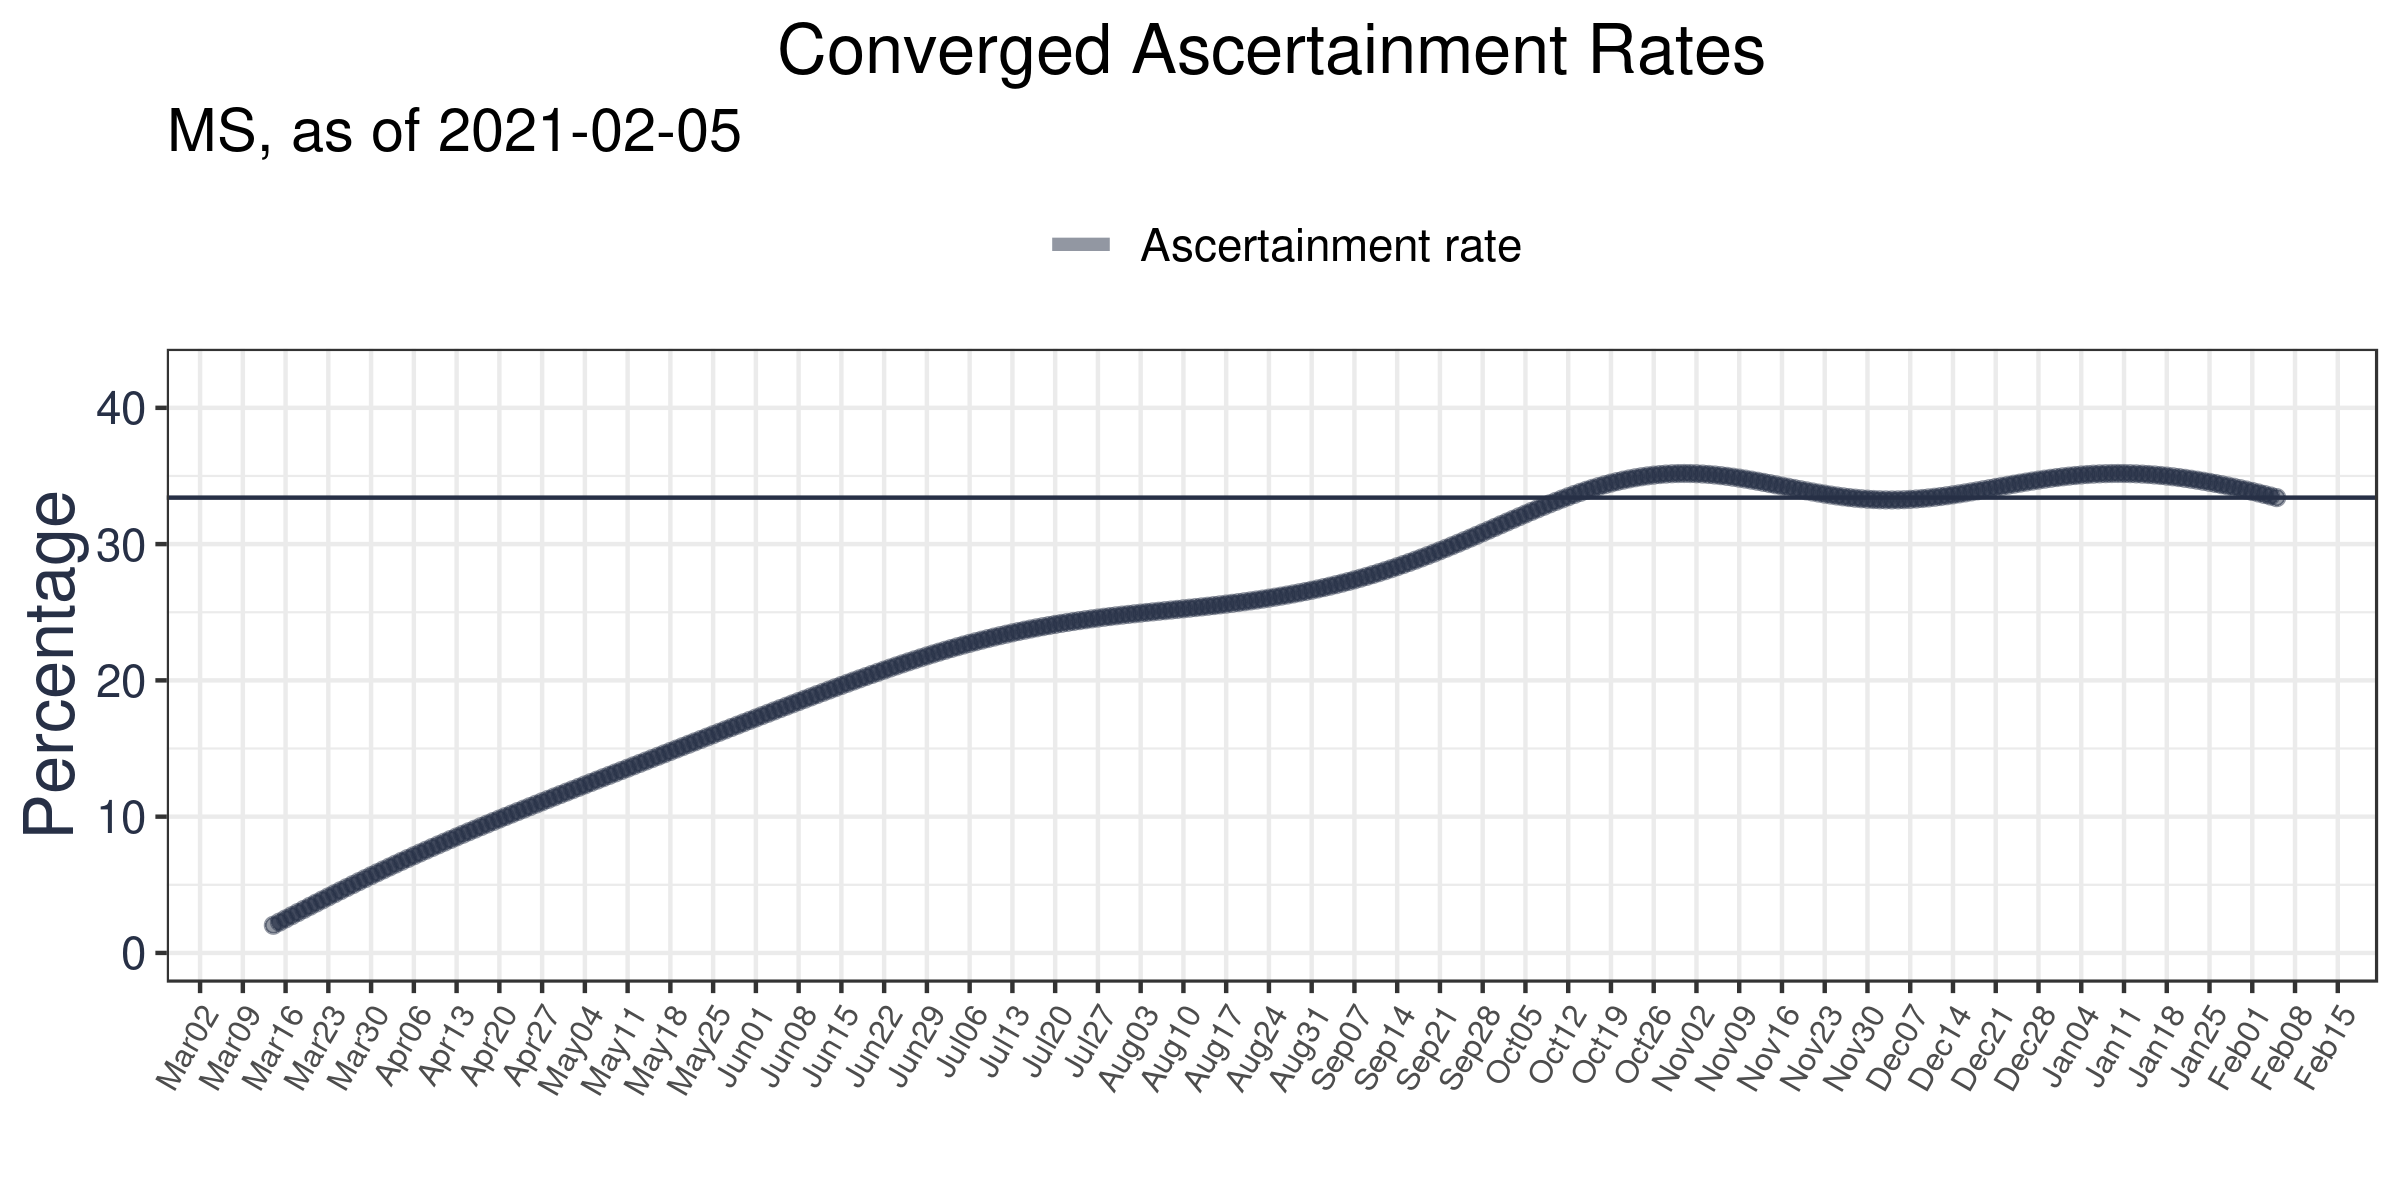 Converged Ascertainment Rates
MS, as of 2021-02-05
Ascertainment rate
Percentage
40
30
20
10
0
Mar02 Mar09 Mar16 Mar23 Mar30 Apr06 Apr13 Apr20 Apr27 May04 May11 May18 May25 Jun01 Jun08 Jun15 Jun22 Jun29 Jul06 Jul13 Jul20 Jul27 Aug03 Aug10 Aug17 Aug24 Aug31 Sep07 Sep14 Sep21 Sep28 Oct05 Oct12 Oct19 Oct26 Nov02 Nov09 Nov16 Nov23 Nov30 Dec07 Dec14 Dec21 Dec28 Jan04 Jan11 Jan18 Jan25 Feb01 Feb08 Feb15